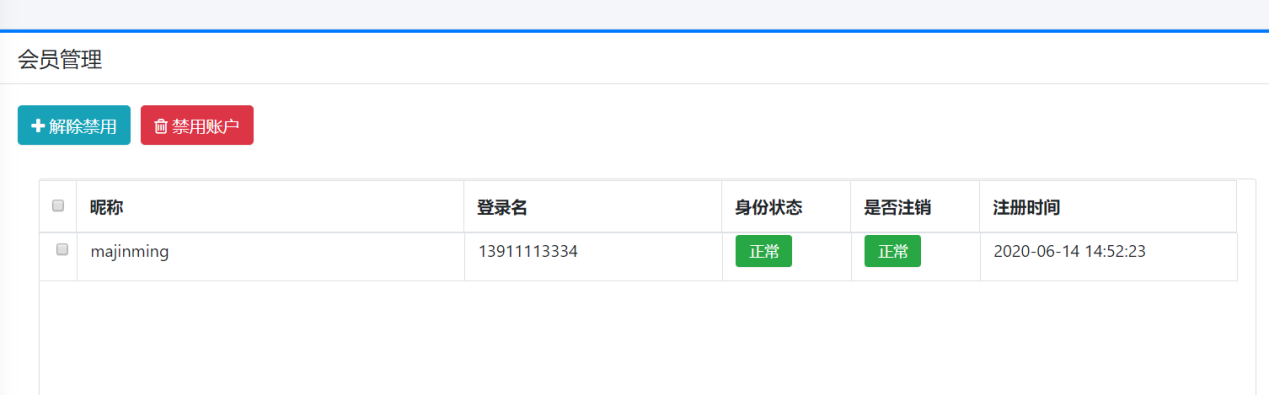 会员管理
解除禁用 禁用账户
昵称 登录名 身份状态 是否注销 注册时间
majinming 13911113334 正常 正常 2020-06-14 14:52:23